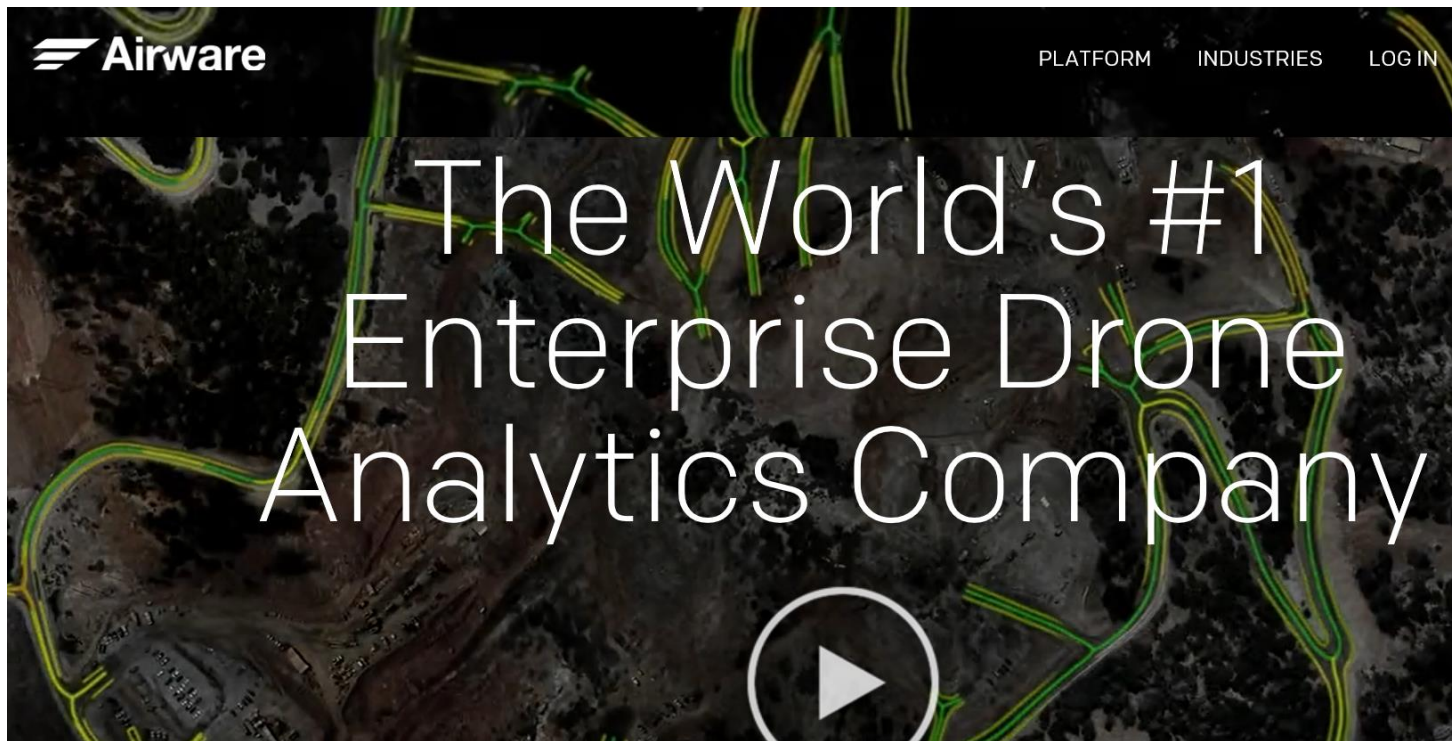 Airware
PLATFORM INDUSTRIES LOG IN
The World’s #1
Enterprise Drone
Analytics Company